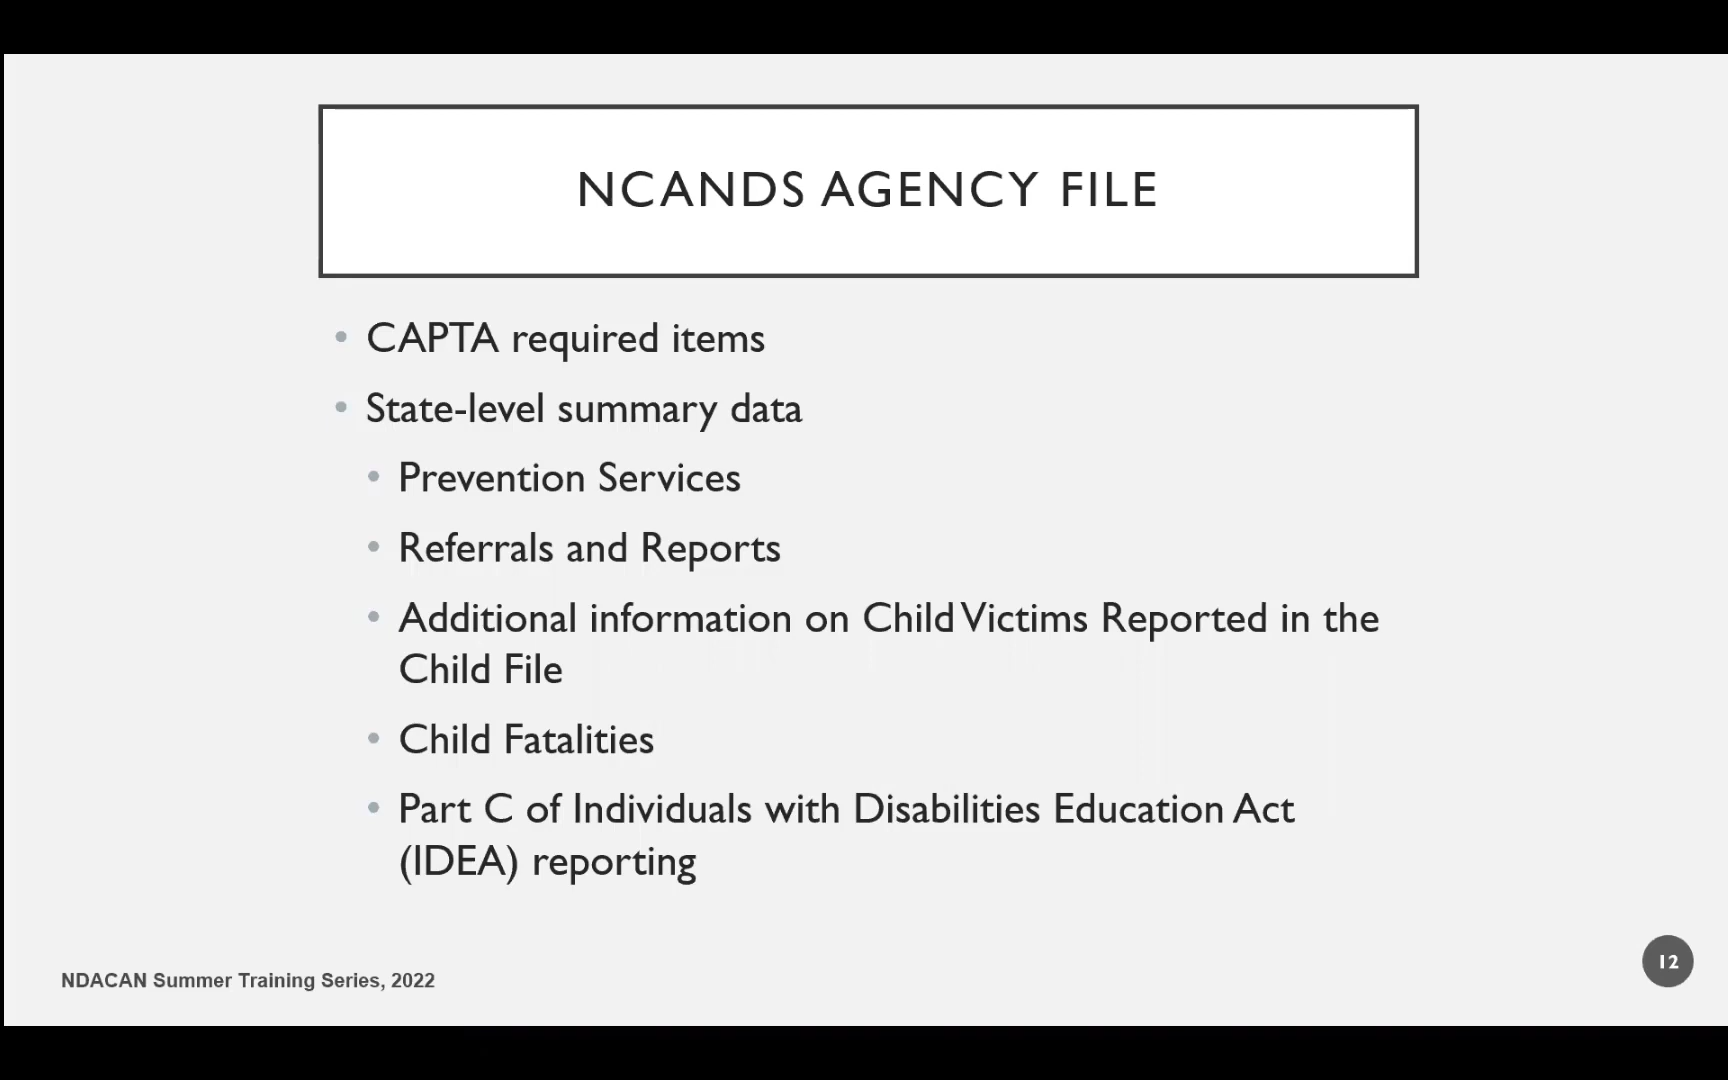 NCANDS AGENCY FILE
• CAPTA required items
• State-level summary data
• Prevention Services
• Referrals and Reports
• Additional information on Child Victims Reported in the
Child File
• Child Fatalities
• Part C of Individuals with Disabilities Education Act
(IDEA) reporting
NDACAN Summer Training Series, 2022
12